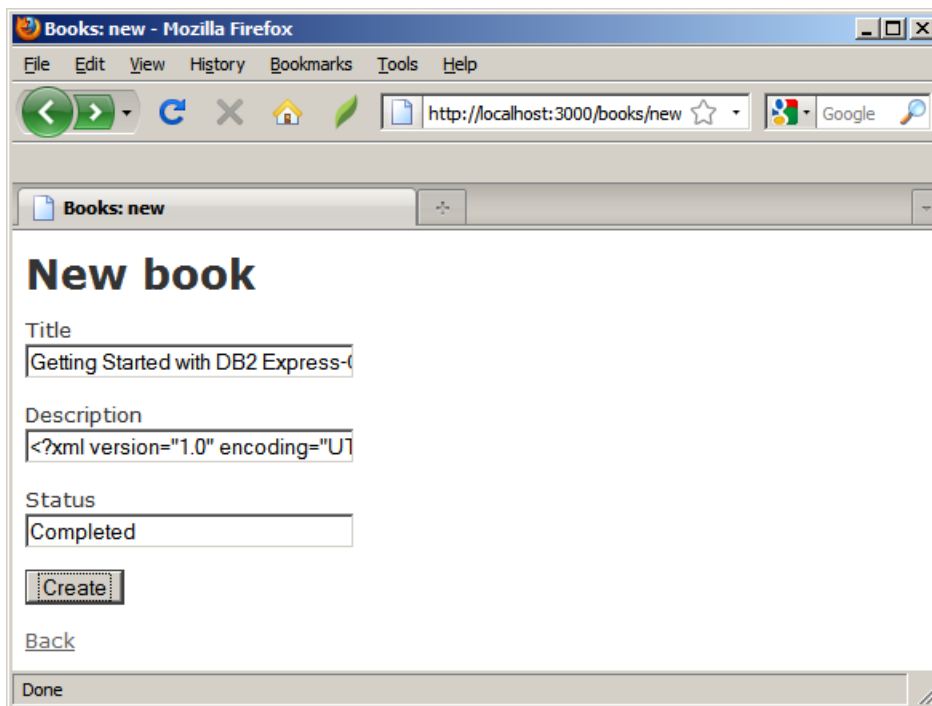 Books: new - Mozilla Firefox
File Edit View History Bookmarks Tools Help
http://localhost:3000/books/new Google
Books: new
New book
Title
Getting Started with DB2 Express-
Description
<?xml version="1.0" encoding="UT
Status
Completed
Create
Back
Done